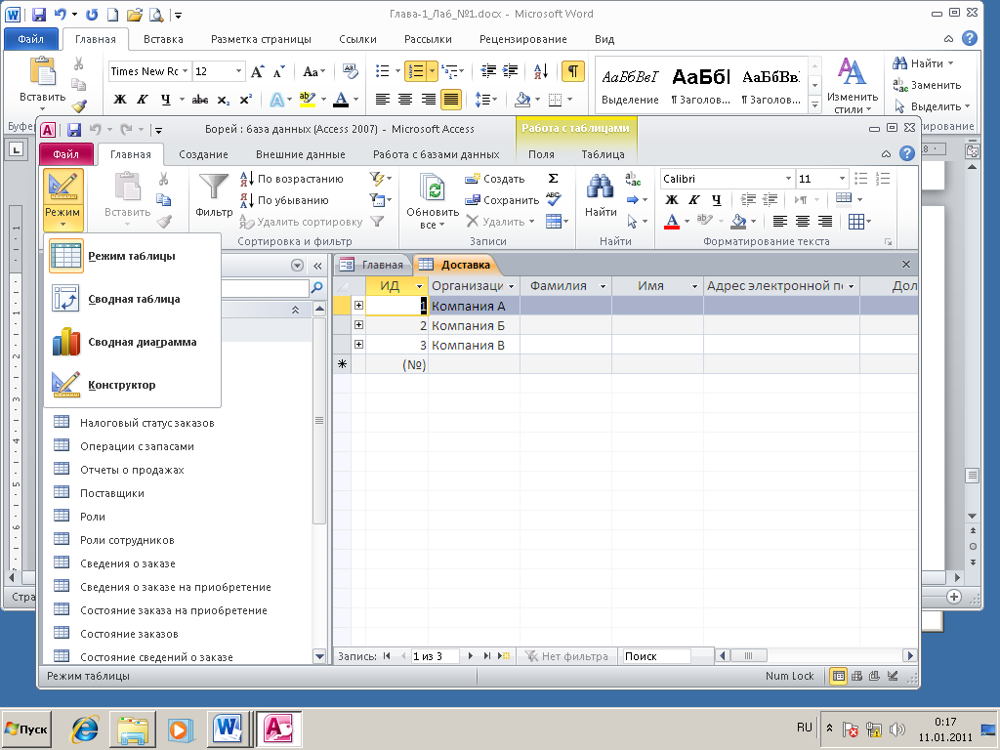 Глава-1_Лаб_№1.docx - Microsoft Word
Файл Главная Вставка Разметка страницы Ссылки Рассылки Рецензирование Вид
Times New Rc 12 Aa
Вставить
Ж К Ч abc x₂ x²
АаБбВвГ АаБбІ АаБбВв:
Выделение ¶ Заголов... ¶ Заголов...
Изменить стили
Найти
Заменить
Выделить
Буфе
тирование
Борей : база данных (Access 2007) - Microsoft Access
Работа с таблицами
Файл Главная Создание Внешние данные Работа с базами данных Поля Таблица
Режим
Вставить
Фильтр
По возрастанию
По убыванию
Удалить сортировку
Сортировка и фильтр
Обновить все
Создать
Сохранить
Удалить
Записи
Найти
Найти
Calibri 11
Ж К Ч
Форматирование текста
Режим таблицы
Сводная таблица
Сводная диаграмма
Конструктор
Налоговый статус заказов
Операции с запасами
Отчеты о продажах
Поставщики
Роли
Роли сотрудников
Сведения о заказе
Сведения о заказе на приобретение
Состояние заказа на приобретение
Состояние заказов
Состояние сведений о заказе
Главная Доставка
ИД Организаци Фамилия Имя Адрес электронной по Дол
1 Компания А
2 Компания Б
3 Компания В
(№)
Запись: 1 из 3 Нет фильтра Поиск
Режим таблицы Num Lock
Стра
Пуск RU 0:17
11.01.2011